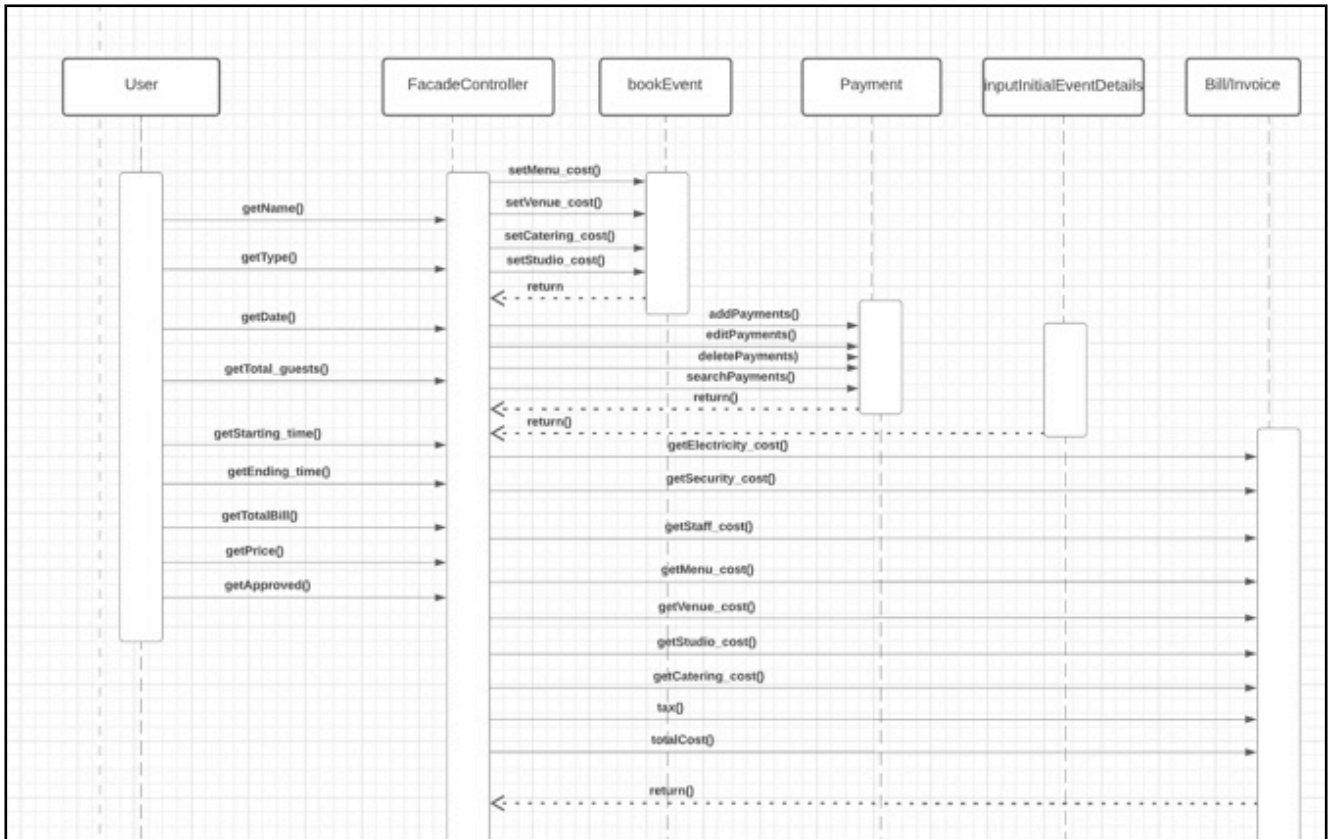 User
FacadeController
bookEvent
Payment
inputInitialEventDetails
Bill/Invoice
setMenu_cost()
setVenue_cost()
getName()
setCatering_cost()
getType()
setStudio_cost()
return
getDate()
addPayments()
editPayments()
deletePayments)
getTotal_guests()
searchPayments()
return()
return()
getStarting_time()
getElectricity_cost()
getEnding_time()
getSecurity_cost()
getTotalBill()
getStaff_cost()
getPrice()
getMenu_cost()
getApproved()
getVenue_cost()
getStudio_cost()
getCatering_cost()
tax()
totalCost()
return()